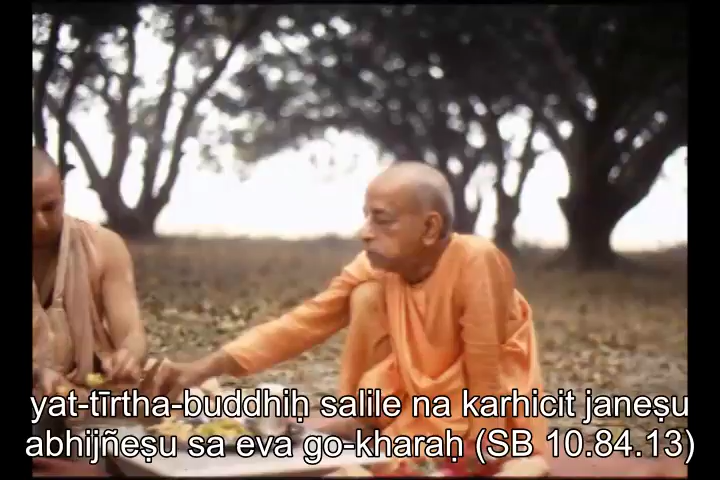 yat-tīrtha-buddhiḥ salile na karhicit janeṣu
abhijñeṣu sa eva go-kharaḥ (SB 10.84.13)